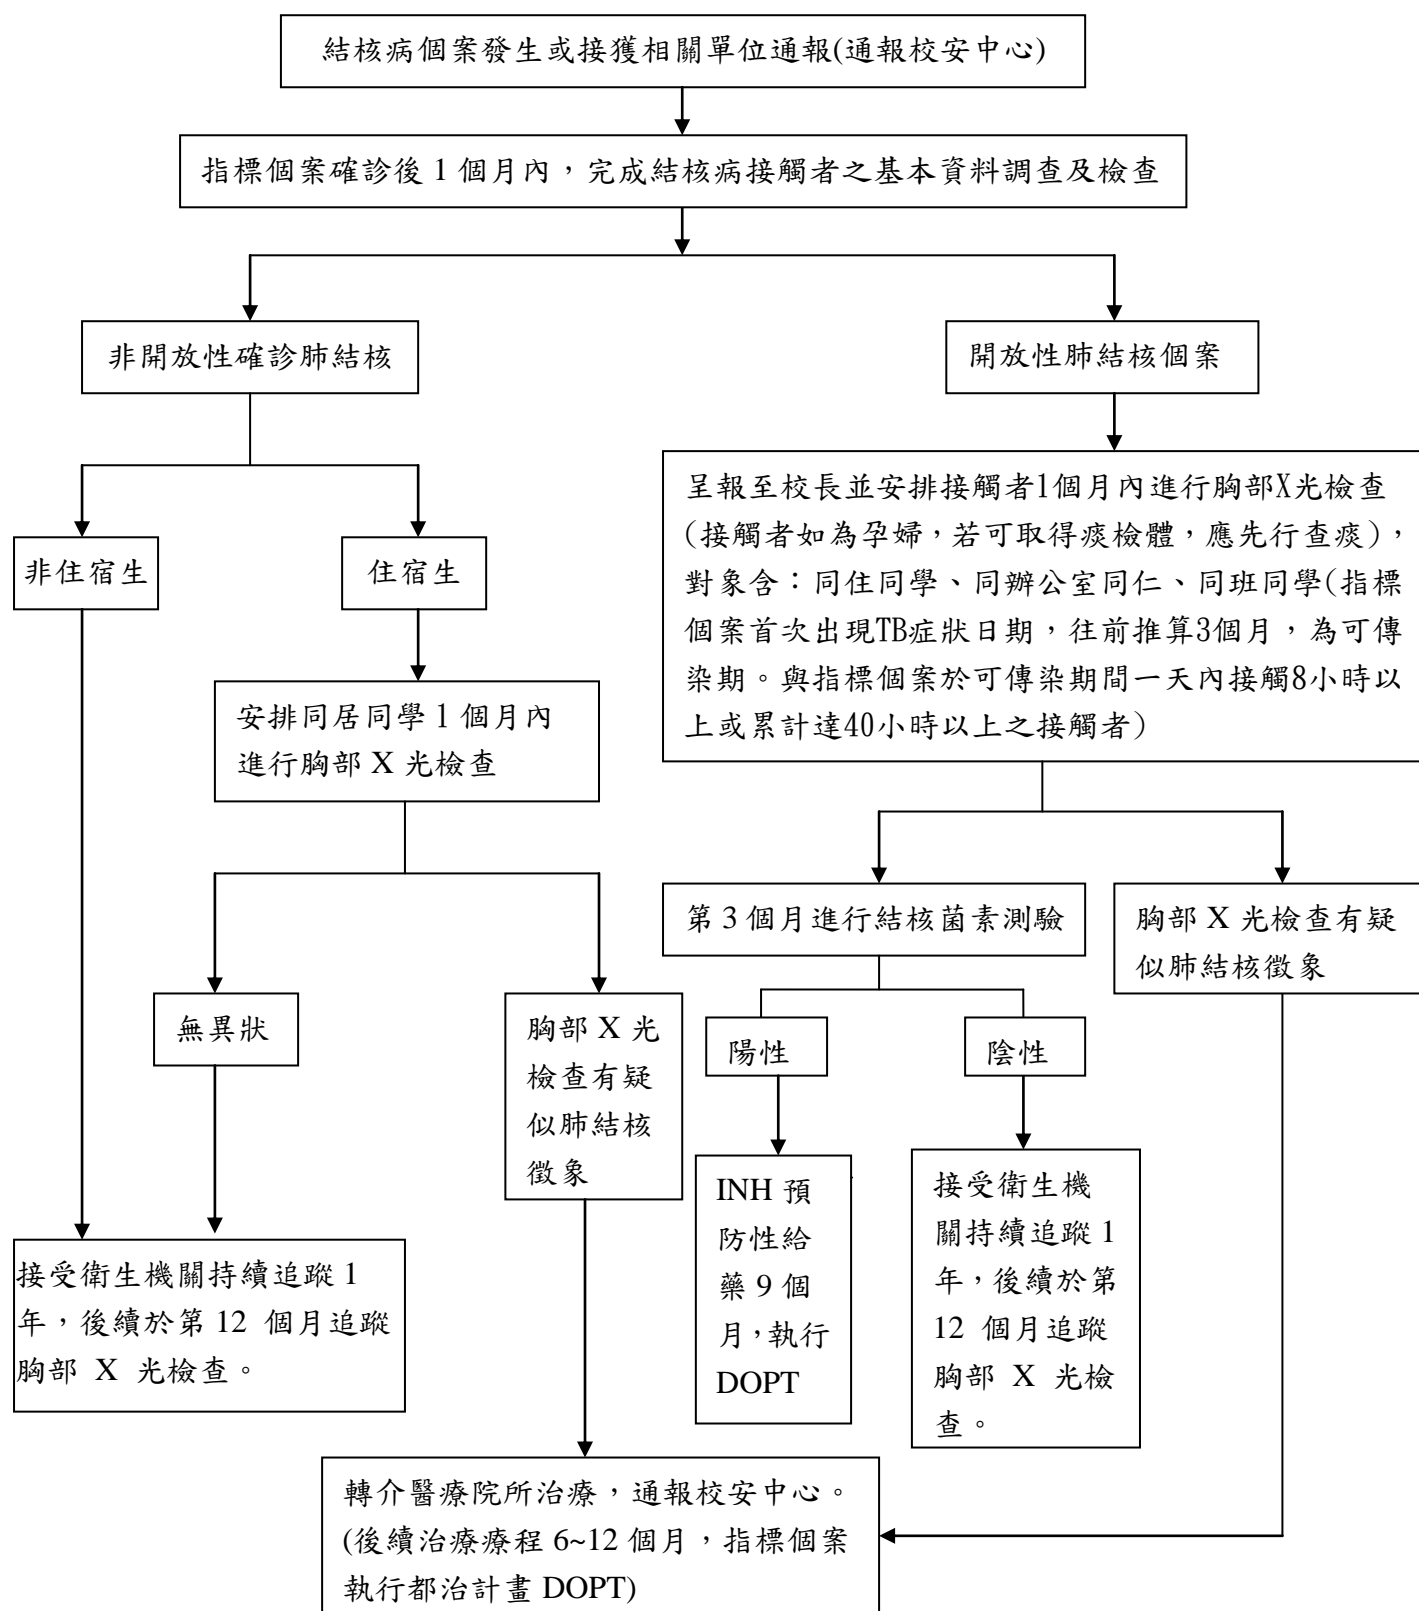 結核病個案發生或接獲相關單位通報(通報校安中心)
指標個案確診後 1 個月內，完成結核病接觸者之基本資料調查及檢查
非開放性確診肺結核
開放性肺結核個案
呈報至校長並安排接觸者1個月內進行胸部X光檢查
(接觸者如為孕婦，若可取得痰檢體，應先行查痰)，
對象含：同住同學、同辦公室同仁、同班同學(指標
個案首次出現TB症狀日期，往前推算3個月，為可傳
染期。與指標個案於可傳染期間一天內接觸8小時以
上或累計達40小時以上之接觸者)
非住宿生
住宿生
安排同居同學 1 個月內
進行胸部 X 光檢查
第 3 個月進行結核菌素測驗
胸部 X 光檢查有疑
似肺結核徵象
無異狀
胸部 X 光
檢查有疑
似肺結核
徵象
陽性
陰性
INH 預
防性給
藥 9 個
月，執行
DOPT
接受衛生機
關持續追蹤 1
年，後續於第
12 個月追蹤
胸部 X 光檢
查。
接受衛生機關持續追蹤 1
年，後續於第 12 個月追蹤
胸部 X 光檢查。
轉介醫療院所治療，通報校安中心。
(後續治療療程 6~12 個月，指標個案
執行都治計畫 DOPT)